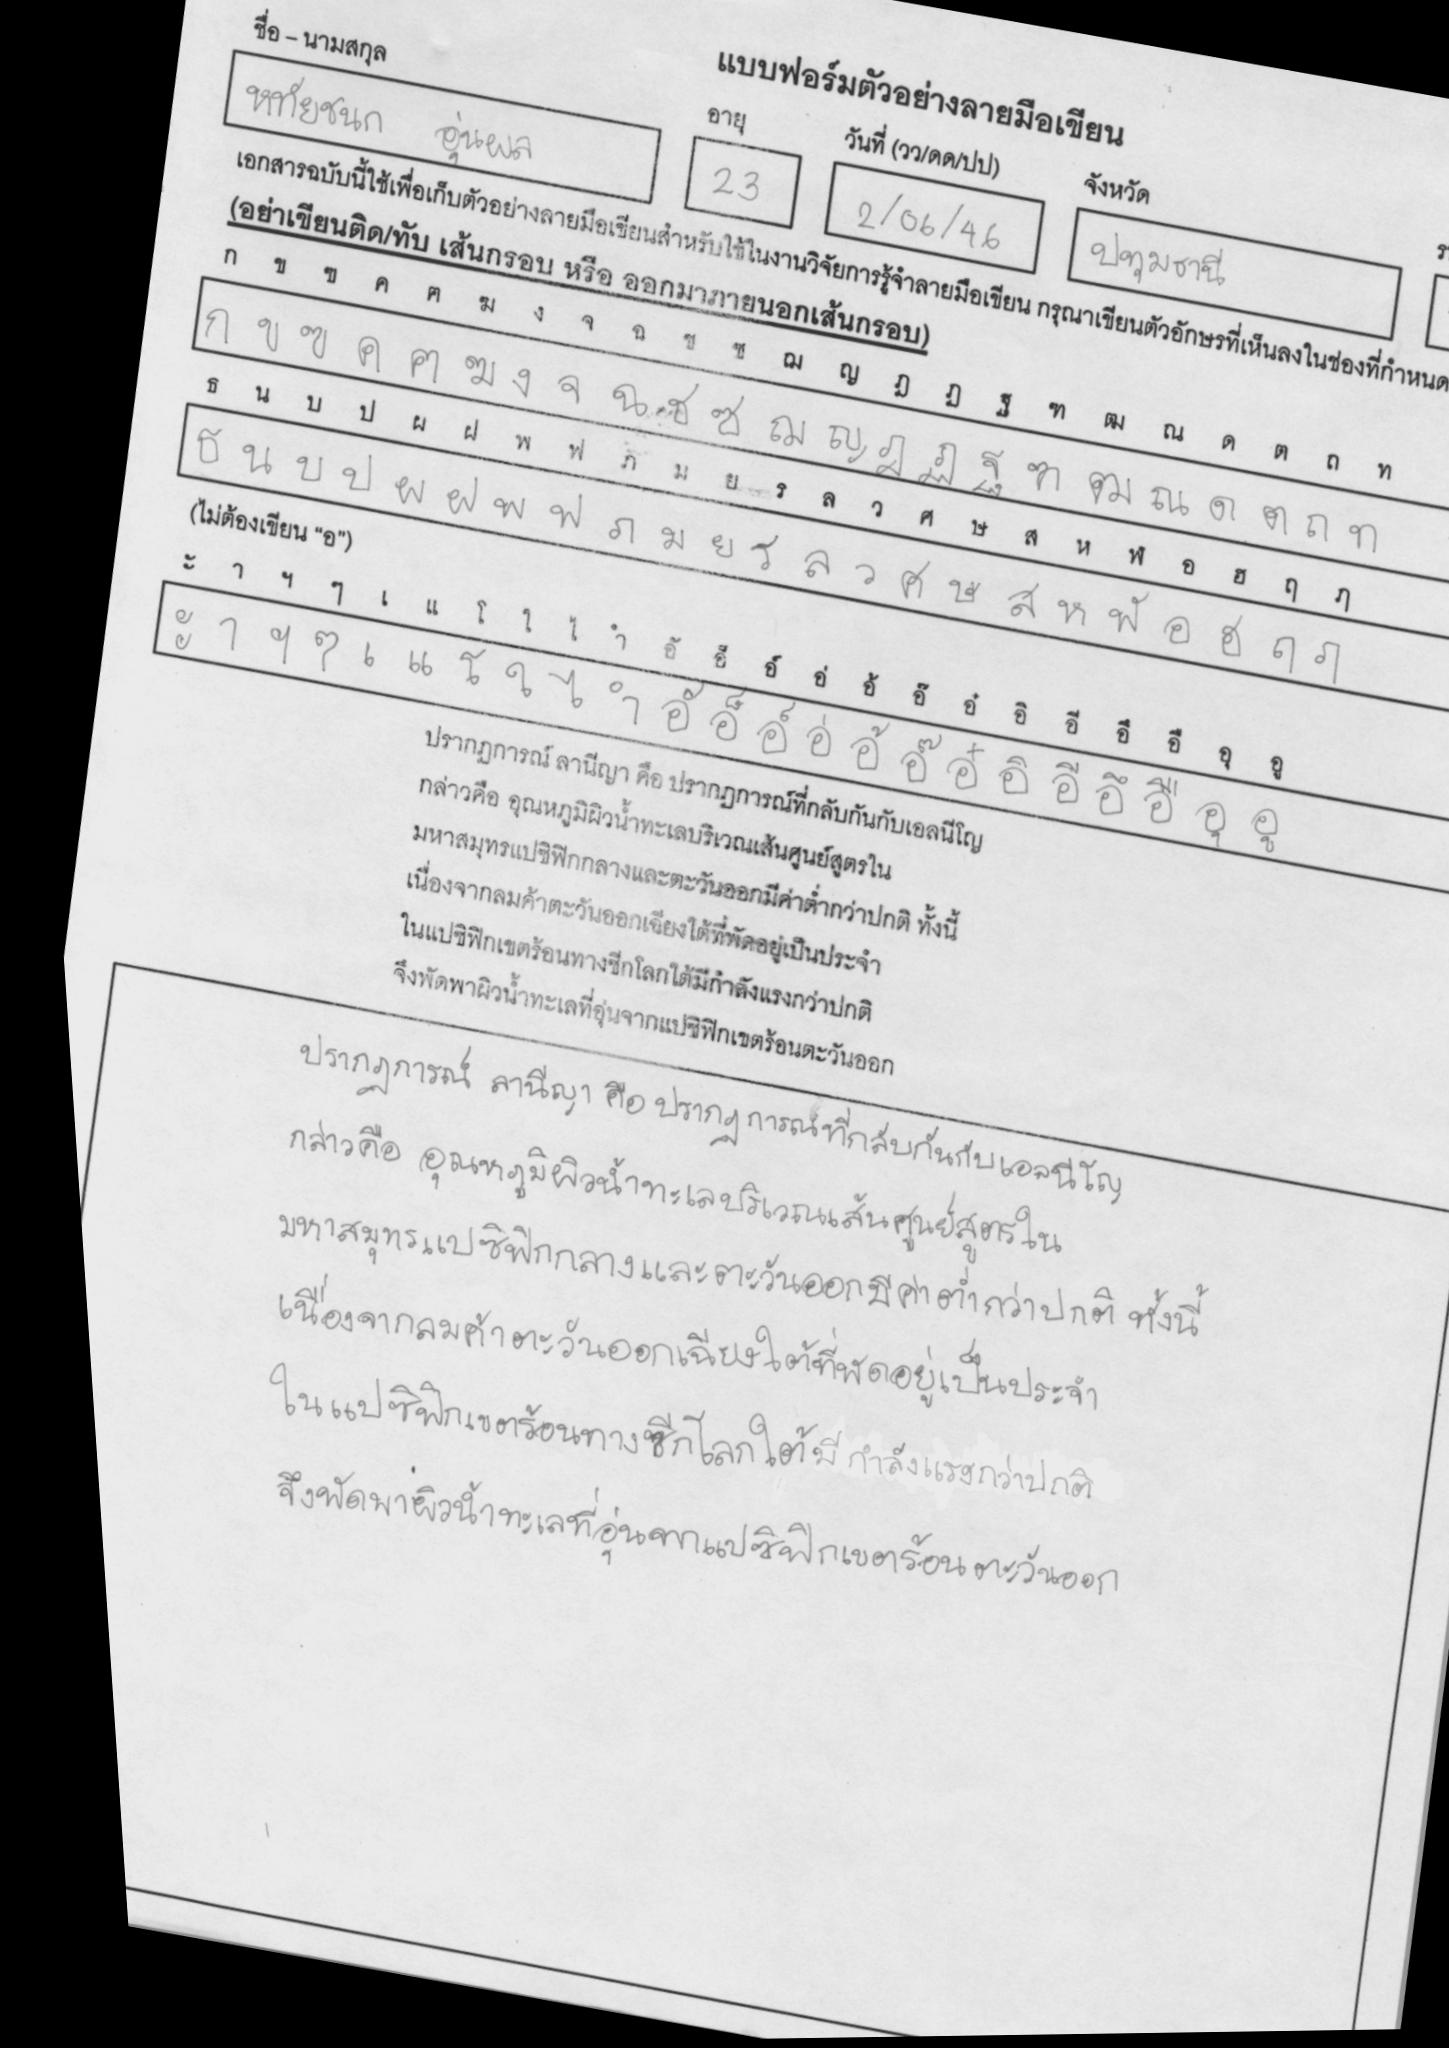 แบบฟอร์มตัวอย่างลายมือเขียน
ชื่อ – นามสกุล อายุ วันที่ (วว/ดด/ปป) จังหวัด
หทัยชนก อุ่นผล 23 2/06/46 ปทุมธานี
เอกสารฉบับนี้ใช้เพื่อเก็บตัวอย่างลายมือเขียนสำหรับใช้ในงานวิจัยการรู้จำลายมือเขียน กรุณาเขียนตัวอักษรที่เห็นลงในช่องที่กำหนด
(อย่าเขียนติด/ทับ เส้นกรอบ หรือ ออกมาภายนอกเส้นกรอบ)
ก ข ฃ ค ฅ ฆ ง จ ฉ ช ซ ฌ ญ ฎ ฏ ฐ ฑ ฒ ณ ด ต ถ ท
ก ข ฃ ค ฅ ฆ ง จ ฉ ช ซ ฌ ญ ฎ ฏ ฐ ฑ ฒ ณ ด ต ถ ท
ธ น บ ป ผ ฝ พ ฟ ภ ม ย ร ล ว ศ ษ ส ห ฬ อ ฮ ฤ ฦ
ธ น บ ป ผ ฝ พ ฟ ภ ม ย ร ล ว ศ ษ ส ห ฬ อ ฮ ฤ ฦ
(ไม่ต้องเขียน “อ”)
ะ า ฯ ๆ เ แ โ ใ ไ ำ อั อ็ อ์ อ่ อ้ อ๊ อ๋ อิ อี อึ อื อุ อู
ะ า ฯ ๆ เ แ โ ใ ไ ำ อั อ็ อ์ อ่ อ้ อ๊ อ๋ อิ อี อึ อื อุ อู
ปรากฏการณ์ ลานีญา คือ ปรากฏการณ์ที่กลับกันกับเอลนีโญ
กล่าวคือ อุณหภูมิผิวน้ำทะเลบริเวณเส้นศูนย์สูตรใน
มหาสมุทรแปซิฟิกกลางและตะวันออกมีค่าต่ำกว่าปกติ ทั้งนี้
เนื่องจากลมค้าตะวันออกเฉียงใต้ที่พัดอยู่เป็นประจำ
ในแปซิฟิกเขตร้อนทางซีกโลกใต้มีกำลังแรงกว่าปกติ
จึงพัดพาผิวน้ำทะเลที่อุ่นจากแปซิฟิกเขตร้อนตะวันออก
ปรากฏการณ์ ลานีญา คือ ปรากฏการณ์ที่กลับกันกับเอลนีโญ
กล่าวคือ อุณหภูมิผิวน้ำทะเลบริเวณเส้นศูนย์สูตรใน
มหาสมุทรแปซิฟิกกลางและตะวันออกมีค่าต่ำกว่าปกติ ทั้งนี้
เนื่องจากลมค้าตะวันออกเฉียงใต้ที่พัดอยู่เป็นประจำ
ในแปซิฟิกเขตร้อนทางซีกโลกใต้มีกำลังแรงกว่าปกติ
จึงพัดพาผิวน้ำทะเลที่อุ่นจากแปซิฟิกเขตร้อนตะวันออก